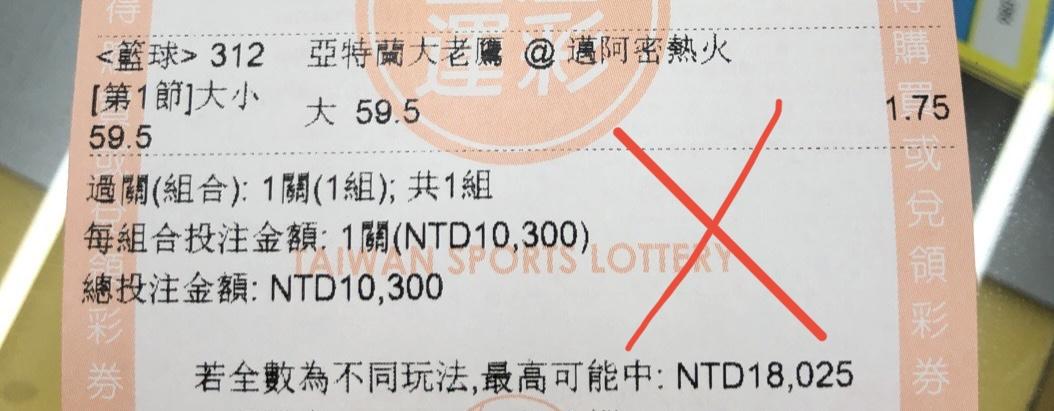 <籃球> 312 亞特蘭大老鷹 @ 邁阿密熱火
[第1節]大小
59.5
大 59.5 1.75
過關(組合): 1關(1組); 共1組
每組合投注金額: 1關(NTD10,300)
總投注金額: NTD10,300
TAIWAN SPORTS LOTTERY
若全數為不同玩法,最高可能中: NTD18,025
運彩
購買或兌領彩券
領彩券